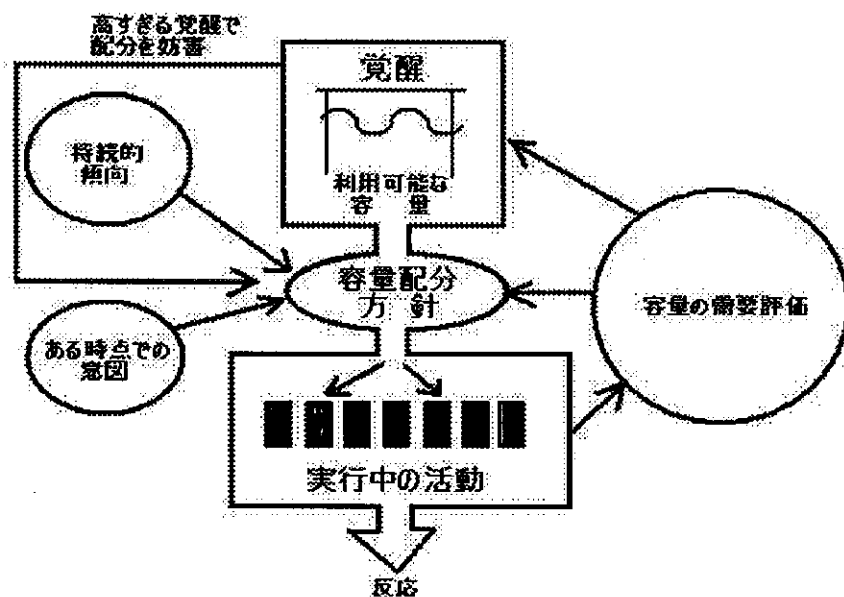 高すぎる覚醒で
配分を妨害
覚醒
利用可能な
容 量
持続的
傾向
容量配分
方 針
容量の需要評価
ある時点での
意図
実行中の活動
反応